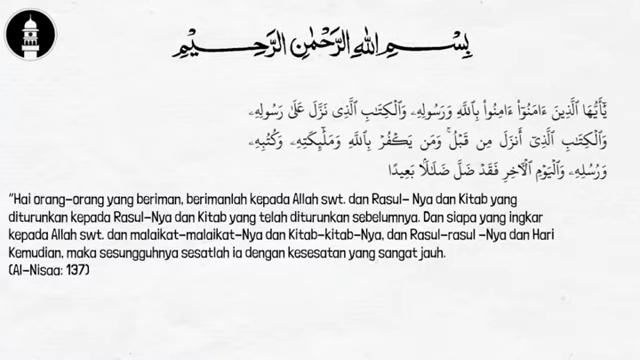 بِسْمِ اللهِ الرَّحْمٰنِ الرَّحِيْمِ
يَٰٓأَيُّهَا ٱلَّذِينَ ءَامَنُوٓا۟ ءَامِنُوا۟ بِٱللَّهِ وَرَسُولِهِۦ وَٱلْكِتَٰبِ ٱلَّذِى نَزَّلَ عَلَىٰ رَسُولِهِۦ
وَٱلْكِتَٰبِ ٱلَّذِىٓ أَنزَلَ مِن قَبْلُ ۚ وَمَن يَكْفُرْ بِٱللَّهِ وَمَلَٰٓئِكَتِهِۦ وَكُتُبِهِۦ
وَرُسُلِهِۦ وَٱلْيَوْمِ ٱلْءَاخِرِ فَقَدْ ضَلَّ ضَلَٰلًۢا بَعِيدًا
"Hai orang-orang yang beriman, berimanlah kepada Allah swt. dan Rasul- Nya dan Kitab yang
diturunkan kepada Rasul-Nya dan Kitab yang telah diturunkan sebelumnya. Dan siapa yang ingkar
kepada Allah swt. dan malaikat-malaikat-Nya dan Kitab-kitab-Nya, dan Rasul-rasul -Nya dan Hari
Kemudian, maka sesungguhnya sesatlah ia dengan kesesatan yang sangat jauh.
(Al-Nisaa: 137)